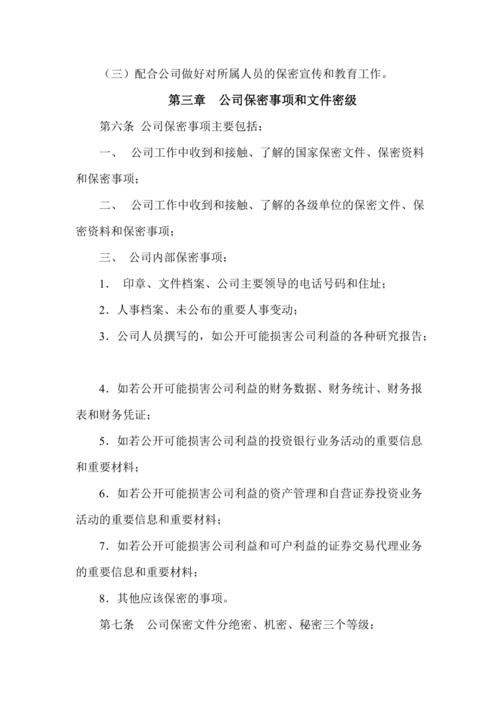 （三）配合公司做好对所属人员的保密宣传和教育工作。
第三章　公司保密事项和文件密级
第六条 公司保密事项主要包括：
一、 公司工作中收到和接触、了解的国家保密文件、保密资料
和保密事项；
二、 公司工作中收到和接触、了解的各级单位的保密文件、保
密资料和保密事项；
三、 公司内部保密事项：
1． 印章、文件档案、公司主要领导的电话号码和住址；
2．人事档案、未公布的重要人事变动；
3．公司人员撰写的，如公开可能损害公司利益的各种研究报告；
4．如若公开可能损害公司利益的财务数据、财务统计、财务报
表和财务凭证；
5．如若公开可能损害公司利益的投资银行业务活动的重要信息
和重要材料；
6．如若公开可能损害公司利益的资产管理和自营证券投资业务
活动的重要信息和重要材料；
7．如若公开可能损害公司利益和可户利益的证券交易代理业务
的重要信息和重要材料；
8．其他应该保密的事项。
第七条　公司保密文件分绝密、机密、秘密三个等级：